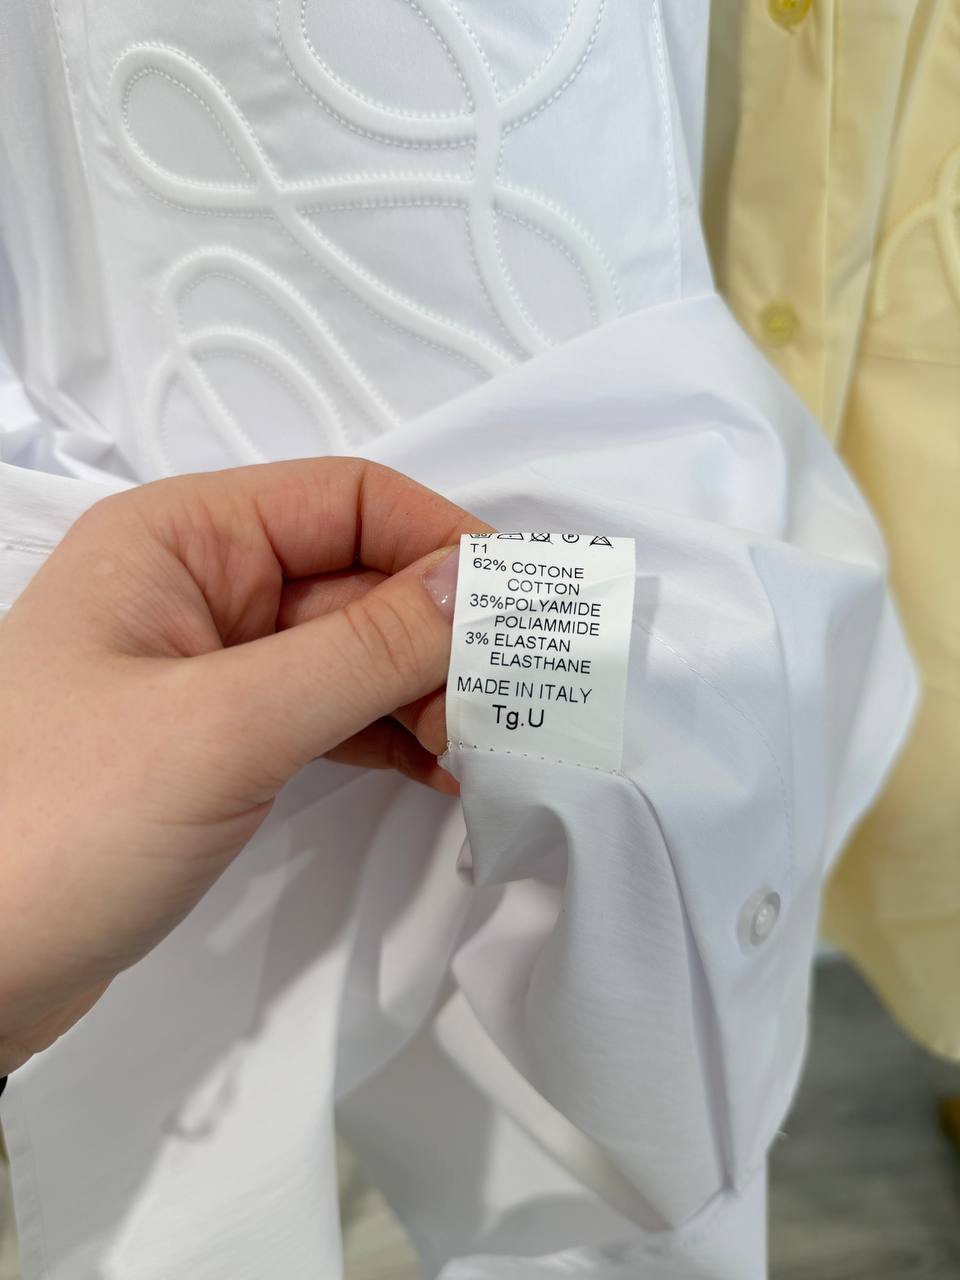 T1
62% COTONE
COTTON
35%POLYAMIDE
POLIAMMIDE
3% ELASTAN
ELASTHANE
MADE IN ITALY
Tg.U